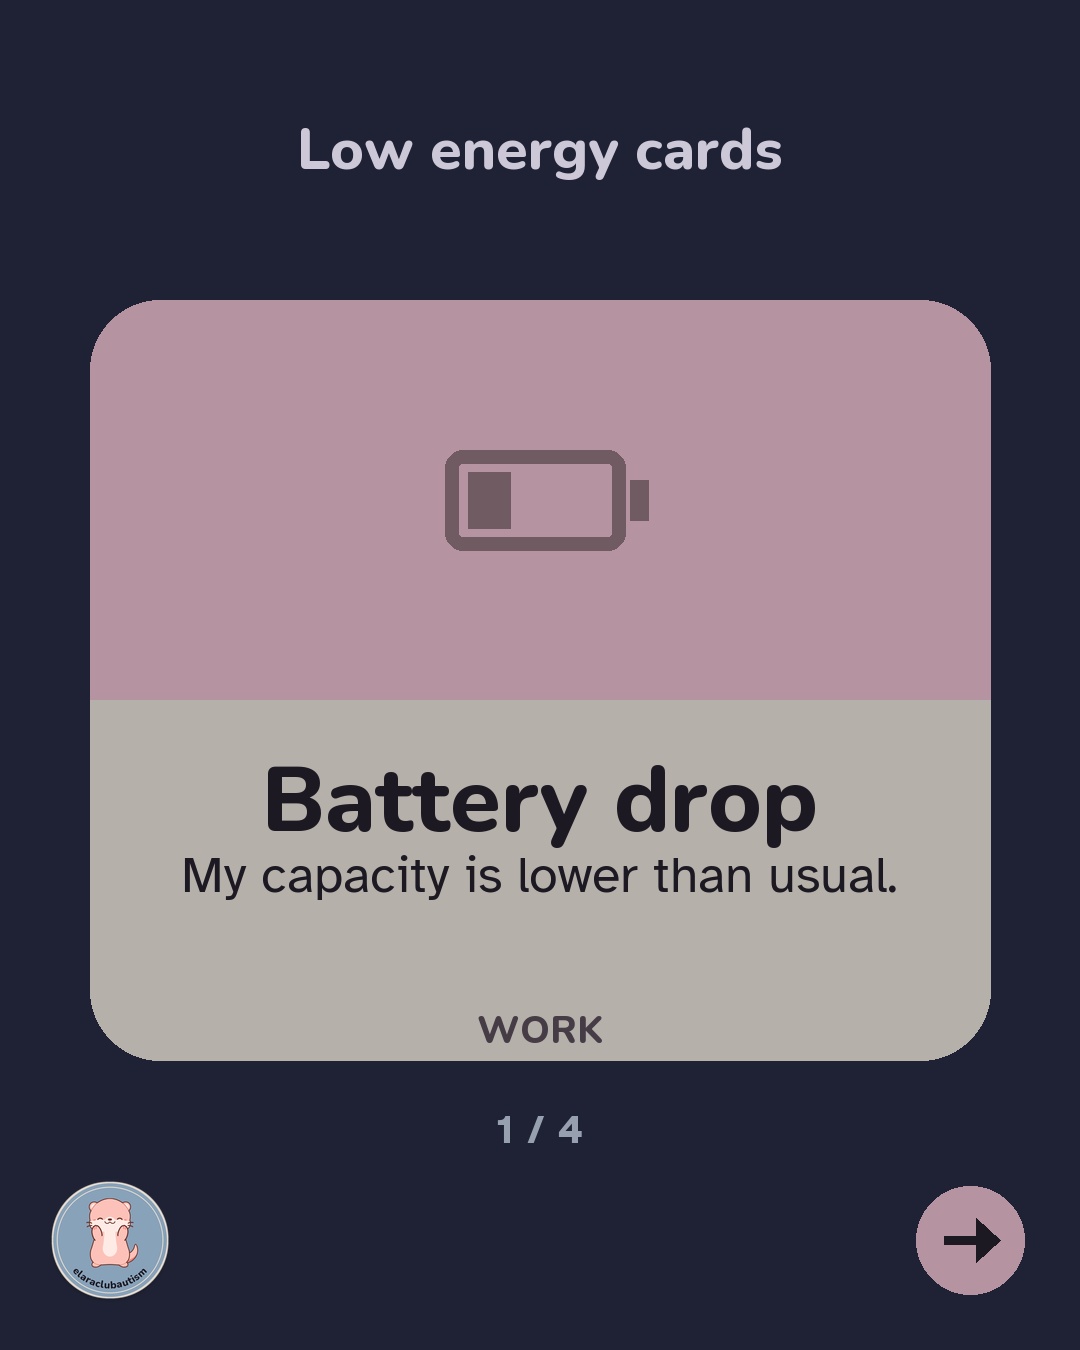 Low energy cards
Battery drop
My capacity is lower than usual.
WORK
1 / 4
elaraclubautism